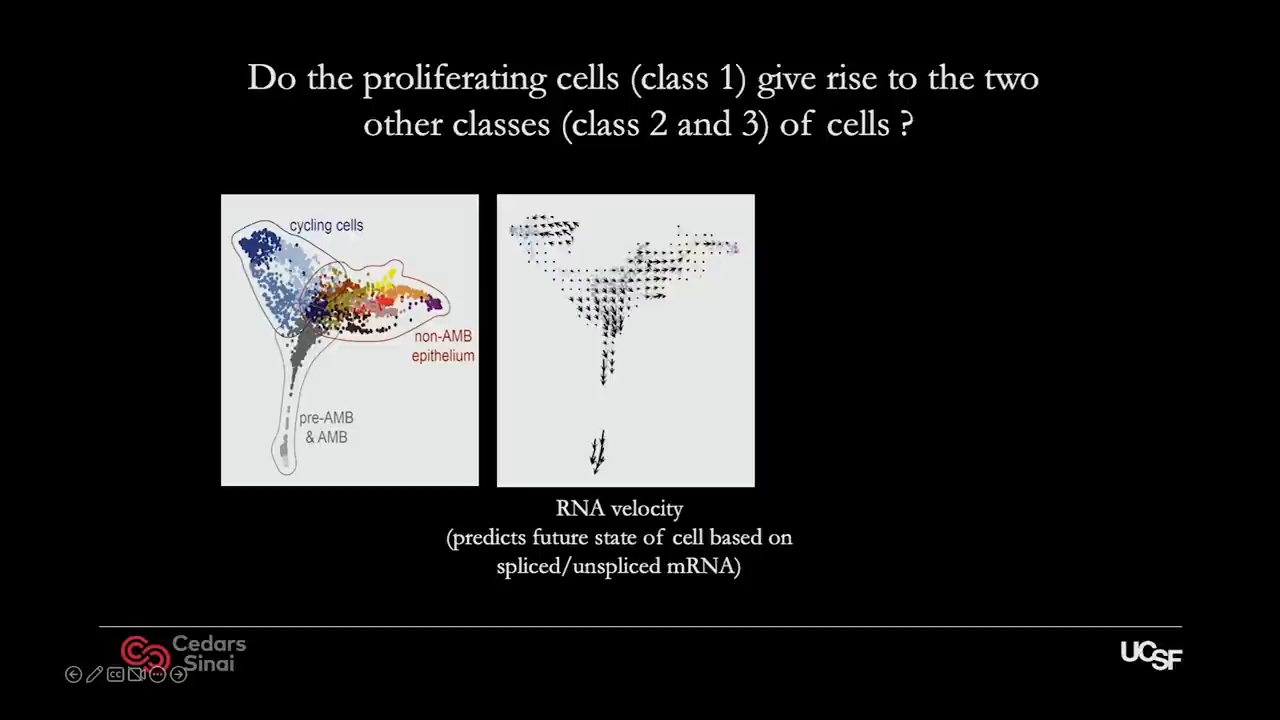 Do the proliferating cells (class 1) give rise to the two
other classes (class 2 and 3) of cells ?
cycling cells
non-AMB
epithelium
pre-AMB
& AMB
RNA velocity
(predicts future state of cell based on
spliced/unspliced mRNA)
Cedars
Sinai
CC
UCSF